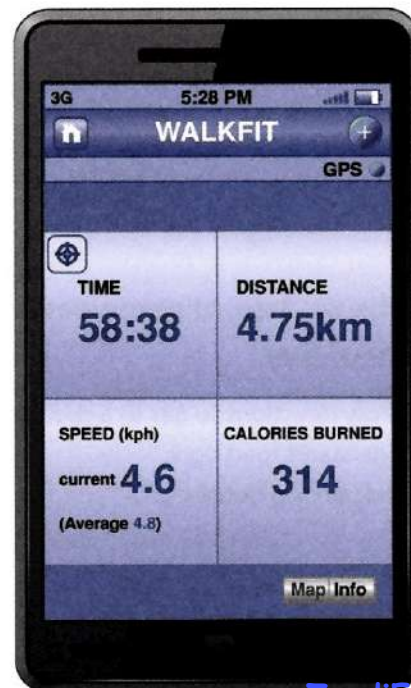 3G 5:28 PM
WALKFIT +
GPS
TIME
58:38
DISTANCE
4.75km
SPEED (kph)
current 4.6
(Average 4.8)
CALORIES BURNED
314
Map Info